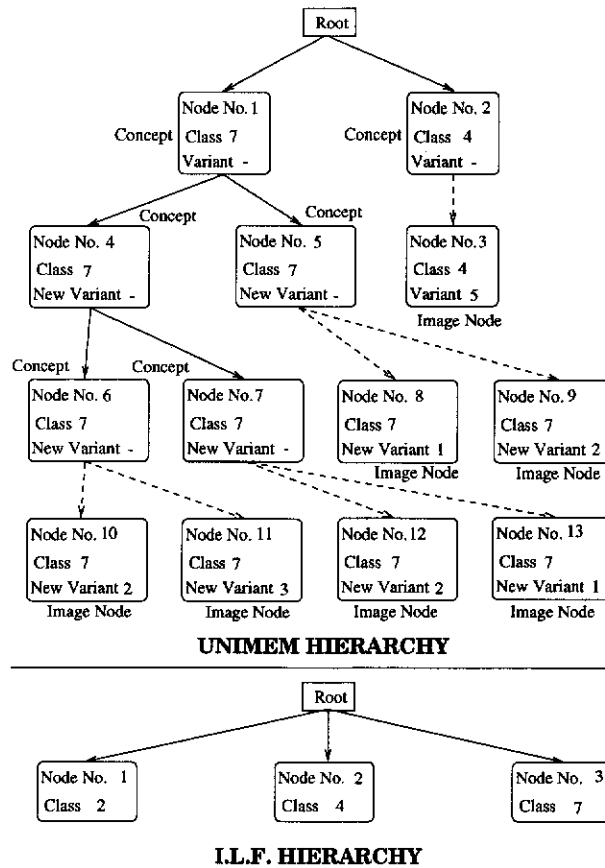 Root
Node No. 1
Concept
Class 7
Variant -
Node No. 2
Concept
Class 4
Variant -
Concept
Concept
Node No. 4
Class 7
New Variant -
Node No. 5
Class 7
New Variant -
Node No.3
Class 4
Variant 5
Image Node
Concept
Concept
Node No. 6
Class 7
New Variant -
Node No.7
Class 7
New Variant -
Node No. 8
Class 7
New Variant 1
Image Node
Node No. 9
Class 7
New Variant 2
Image Node
Node No. 10
Class 7
New Variant 2
Image Node
Node No. 11
Class 7
New Variant 3
Image Node
Node No. 12
Class 7
New Variant 2
Image Node
Node No. 13
Class 7
New Variant 1
Image Node
UNIMEM HIERARCHY
Root
Node No. 1
Class 2
Node No. 2
Class 4
Node No. 3
Class 7
I.L.F. HIERARCHY